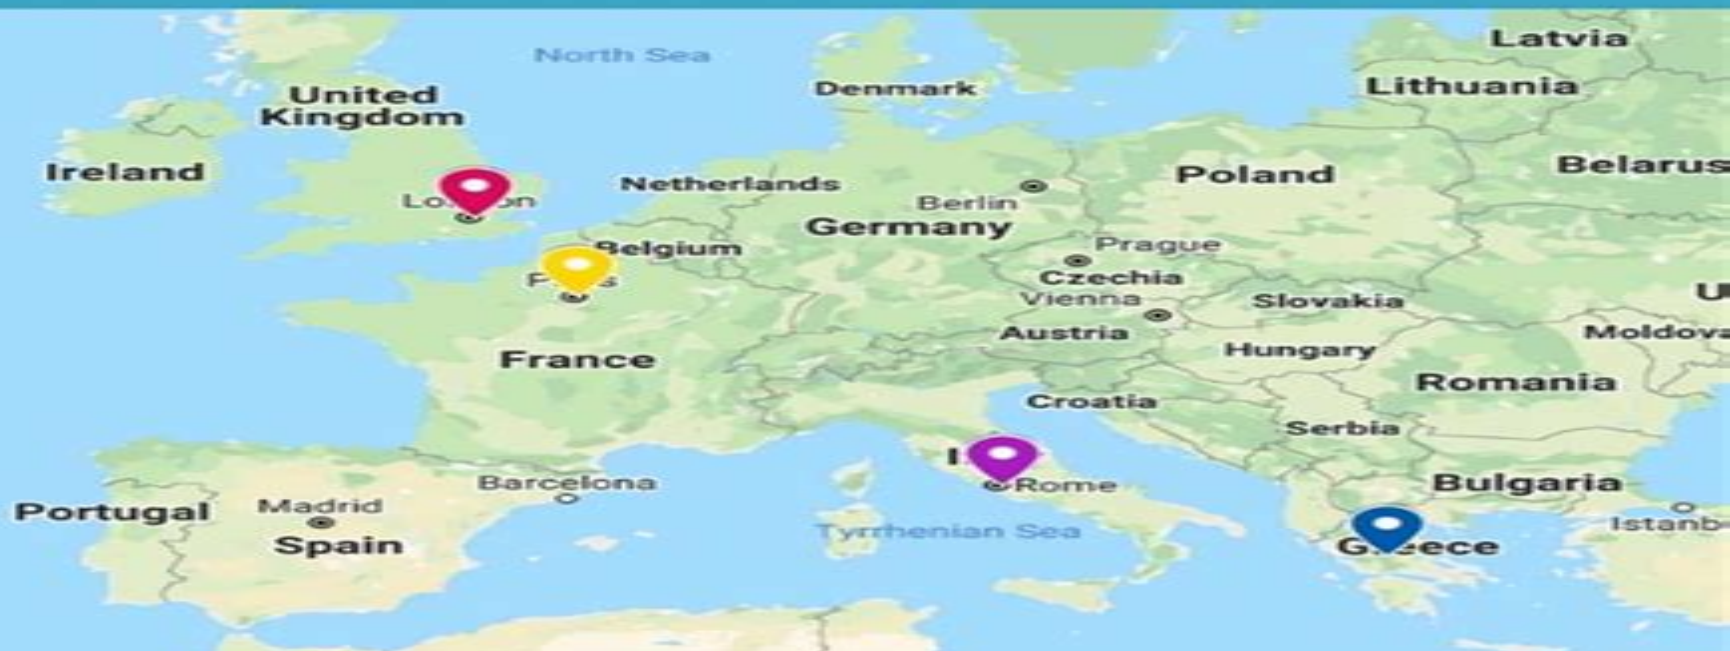 Latvia
North Sea
Denmark
Lithuania
United
Kingdom
Ireland
Belarus
Netherlands
Poland
Berlin
Germany
Belgium
Prague
Czechia
Vienna
Slovakia
Austria
Moldova
Hungary
France
Romania
Croatia
Serbia
Rome
Barcelona
Bulgaria
Madrid
Portugal
Istanb
Tyrrhenian Sea
Spain